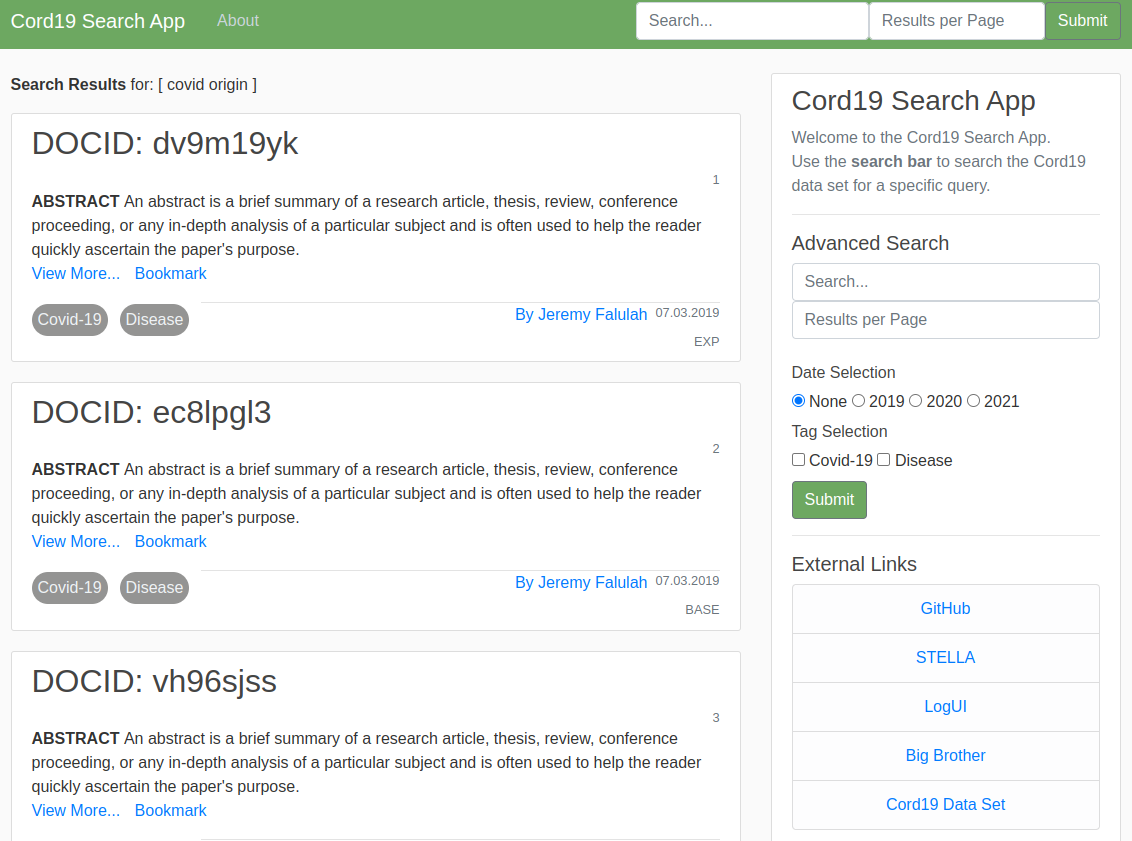 Cord19 Search App
About
Search...
Results per Page
Submit
Search Results for: [ covid origin ]
DOCID: dv9m19yk
1
ABSTRACT An abstract is a brief summary of a research article, thesis, review, conference
proceeding, or any in-depth analysis of a particular subject and is often used to help the reader
quickly ascertain the paper's purpose.
View More... Bookmark
Covid-19 Disease
By Jeremy Falulah 07.03.2019
EXP
DOCID: ec8lpgl3
2
ABSTRACT An abstract is a brief summary of a research article, thesis, review, conference
proceeding, or any in-depth analysis of a particular subject and is often used to help the reader
quickly ascertain the paper's purpose.
View More... Bookmark
Covid-19 Disease
By Jeremy Falulah 07.03.2019
BASE
DOCID: vh96sjss
3
ABSTRACT An abstract is a brief summary of a research article, thesis, review, conference
proceeding, or any in-depth analysis of a particular subject and is often used to help the reader
quickly ascertain the paper's purpose.
View More... Bookmark
Cord19 Search App
Welcome to the Cord19 Search App.
Use the search bar to search the Cord19
data set for a specific query.
Advanced Search
Search...
Results per Page
Date Selection
None 2019 2020 2021
Tag Selection
Covid-19 Disease
Submit
External Links
GitHub
STELLA
LogUI
Big Brother
Cord19 Data Set